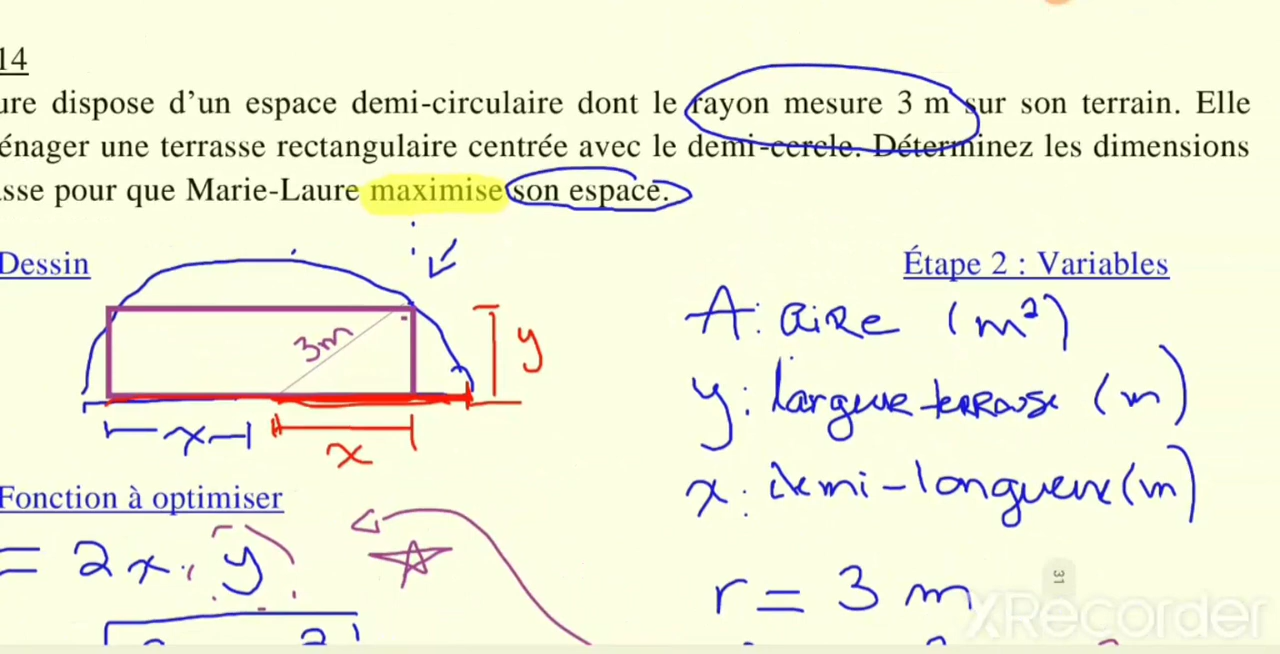 14
ure dispose d'un espace demi-circulaire dont le rayon mesure 3 m sur son terrain. Elle
énager une terrasse rectangulaire centrée avec le demi-cercle. Déterminez les dimensions
sse pour que Marie-Laure maximise son espace.
Dessin
Étape 2 : Variables
A: aire (m²)
3m
y
y: largeur terrasse (m)
x
x
x: demi-longueur (m)
Fonction à optimiser
= 2x · y
r = 3 m
31
XRecorder